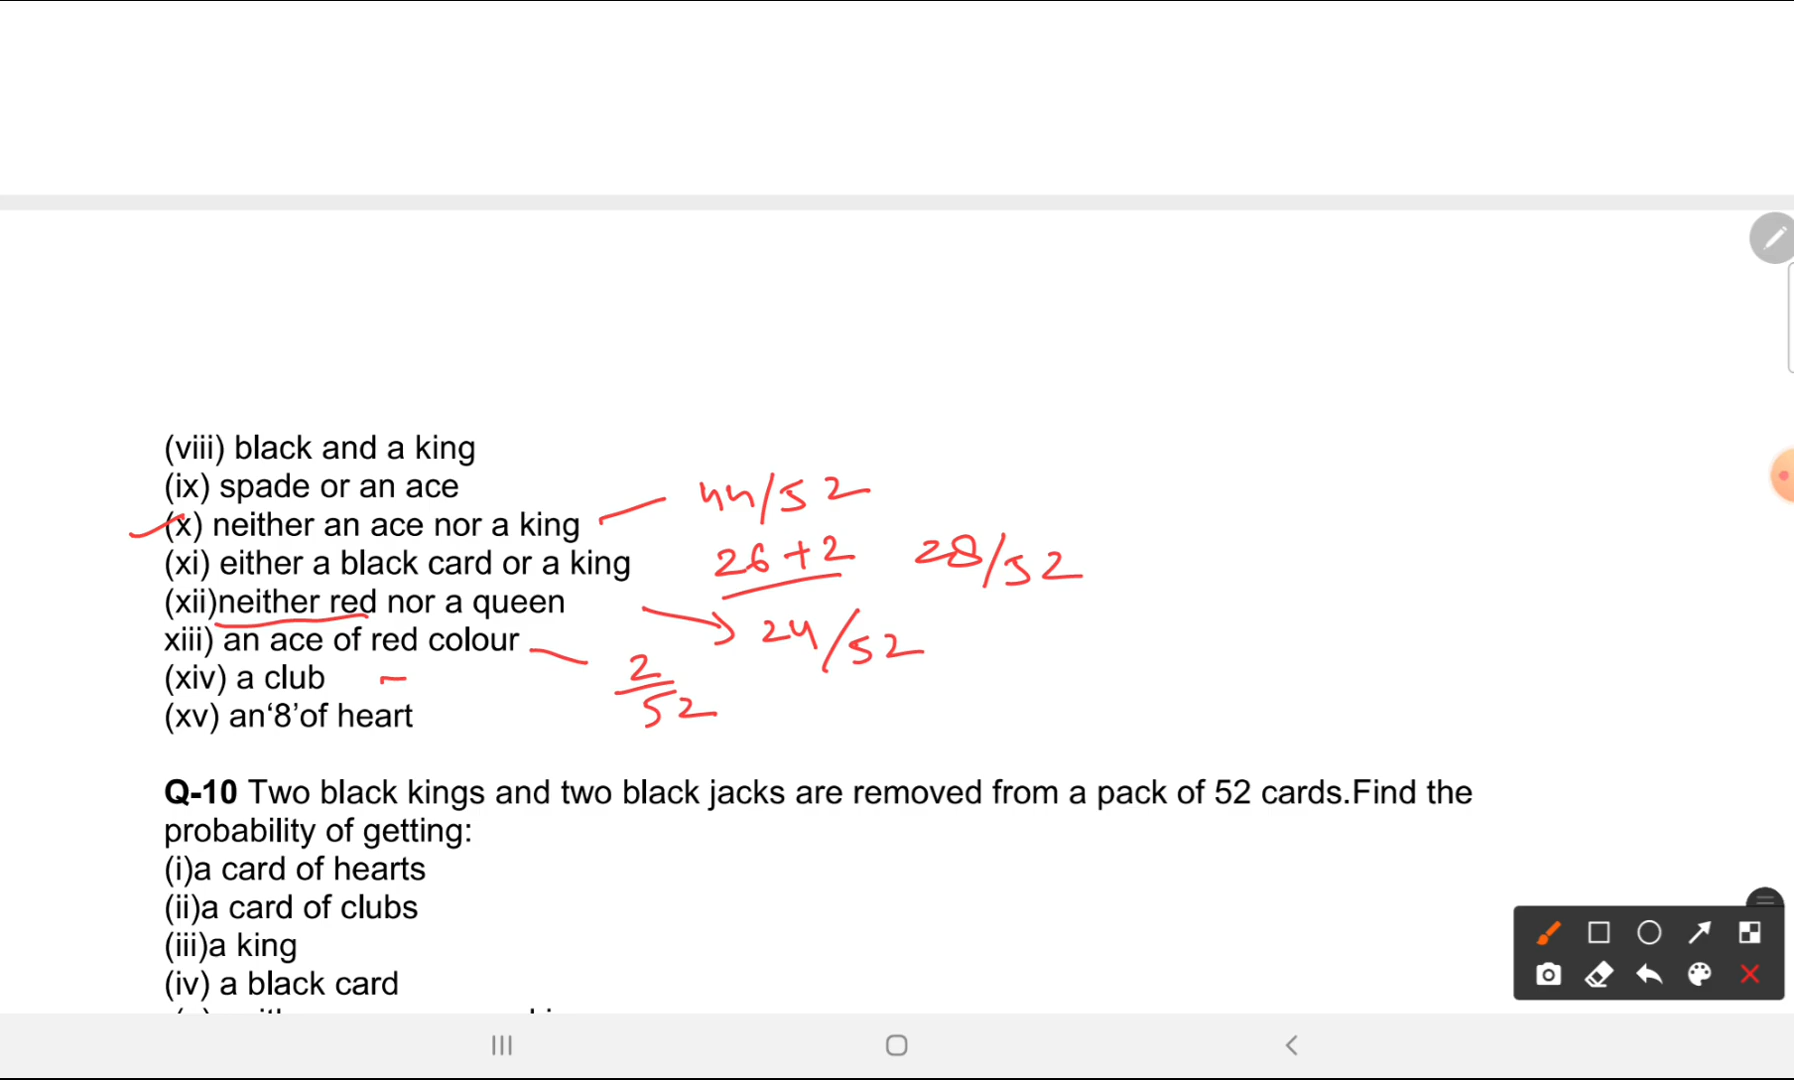 (viii) black and a king
(ix) spade or an ace
(x) neither an ace nor a king 44/52
(xi) either a black card or a king 26+2 28/52
(xii)neither red nor a queen 24/52
xiii) an ace of red colour 2/52
(xiv) a club
(xv) an‘8’of heart
Q-10 Two black kings and two black jacks are removed from a pack of 52 cards.Find the
probability of getting:
(i)a card of hearts
(ii)a card of clubs
(iii)a king
(iv) a black card